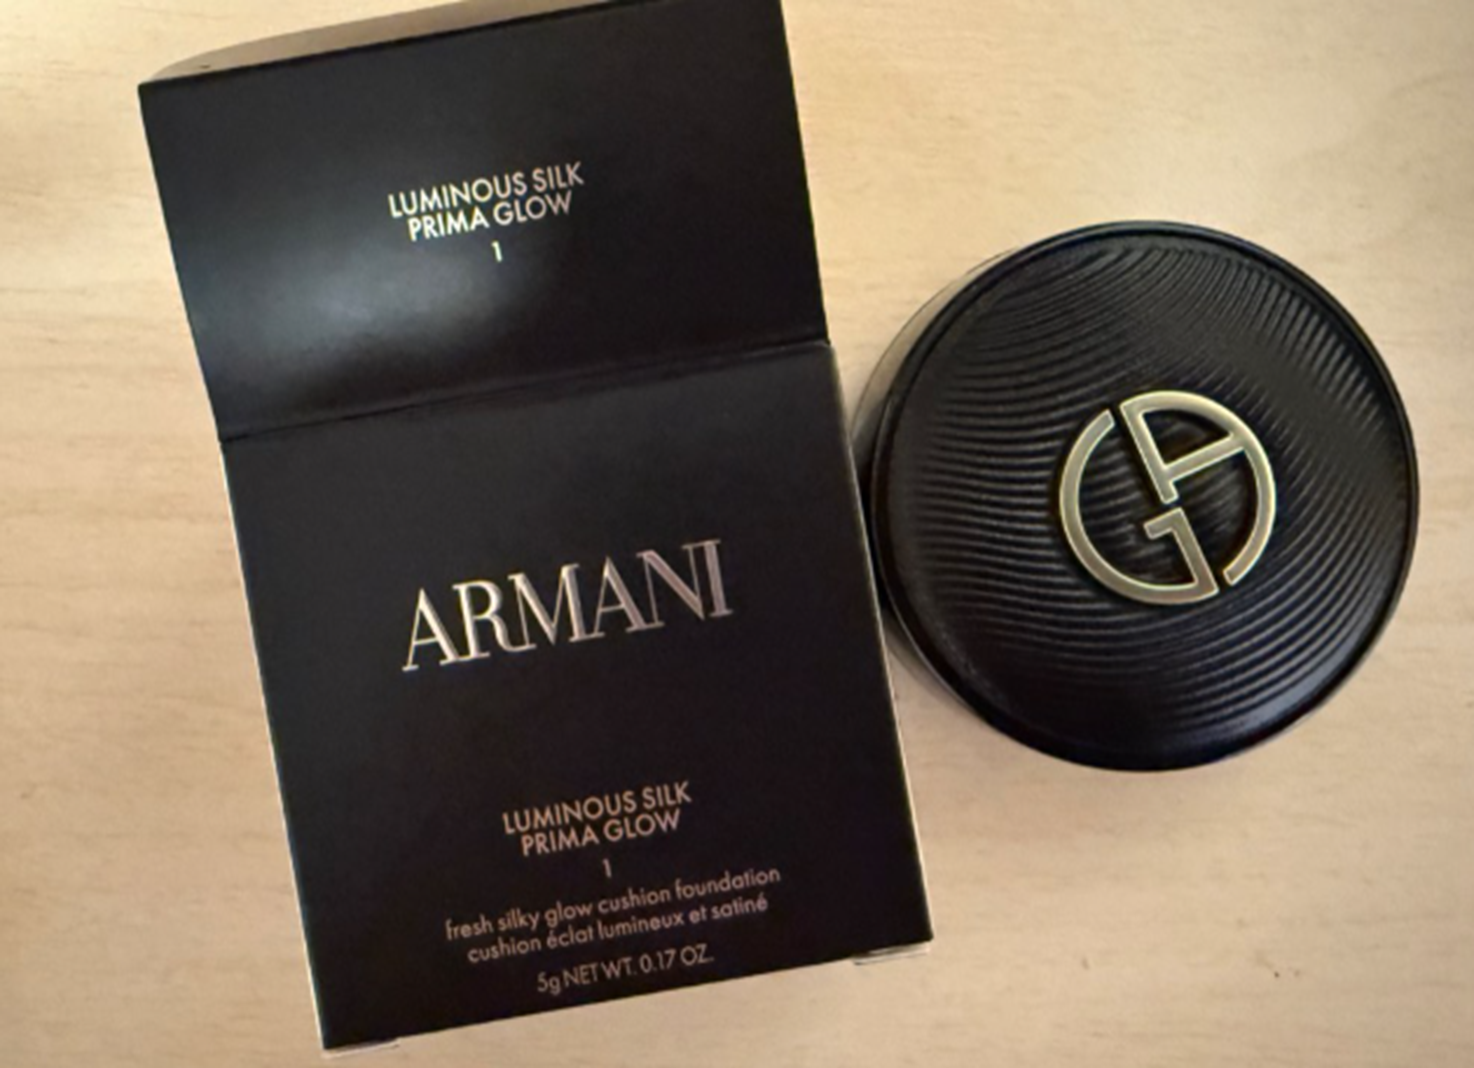 LUMINOUS SILK
PRIMA GLOW
1
ARMANI
LUMINOUS SILK
PRIMA GLOW
1
fresh silky glow cushion foundation
cushion éclat lumineux et satiné
5g NET WT. 0.17 OZ.
GA